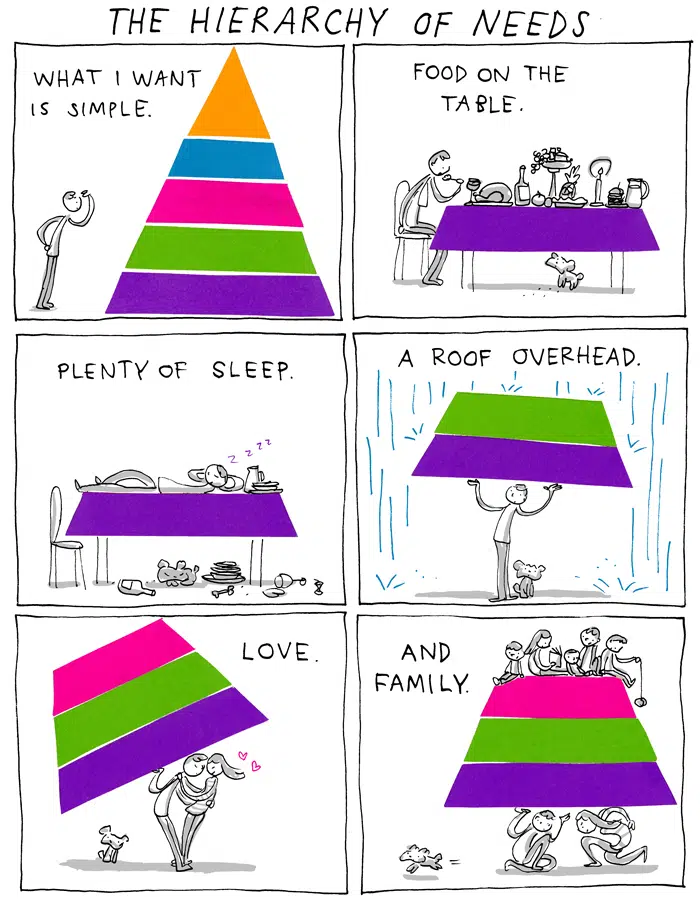 THE HIERARCHY OF NEEDS
WHAT I WANT
IS SIMPLE.
FOOD ON THE
TABLE.
PLENTY OF SLEEP.
Z Z Z Z
A ROOF OVERHEAD.
LOVE.
AND
FAMILY.